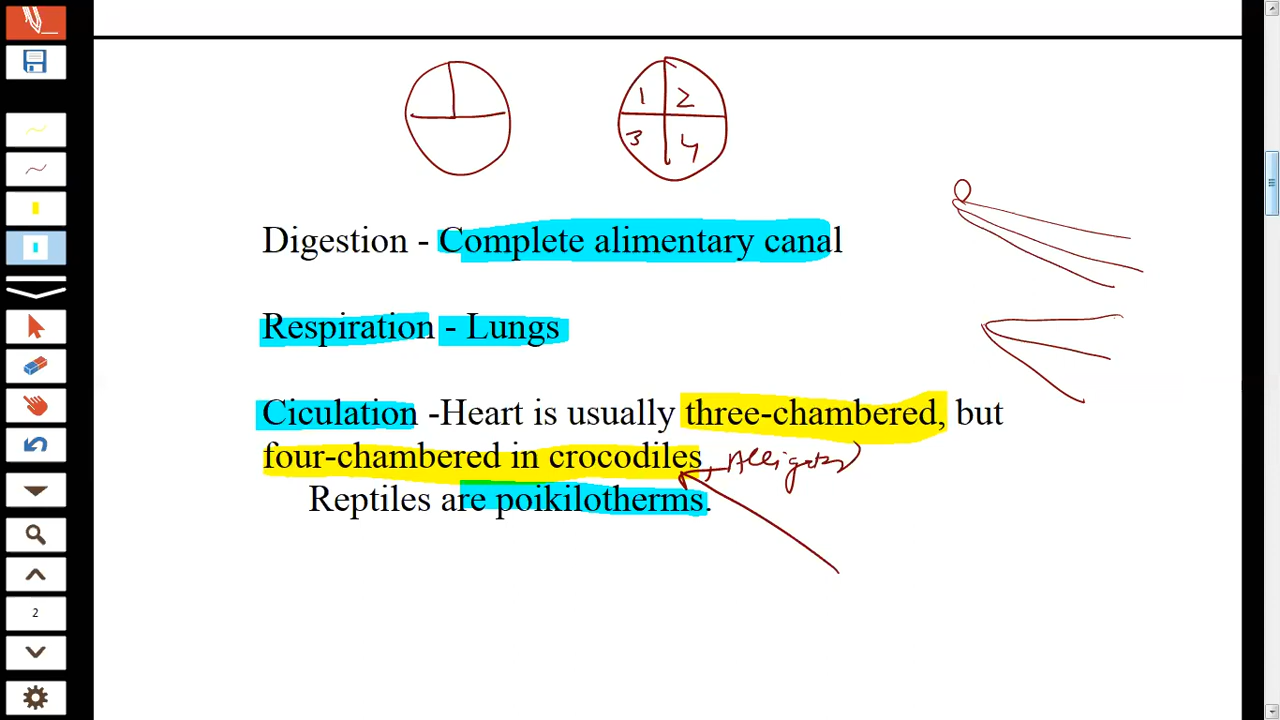 1 2
3 4
Digestion - Complete alimentary canal
Respiration - Lungs
Ciculation -Heart is usually three-chambered, but
four-chambered in crocodiles, Alligator
Reptiles are poikilotherms.
2